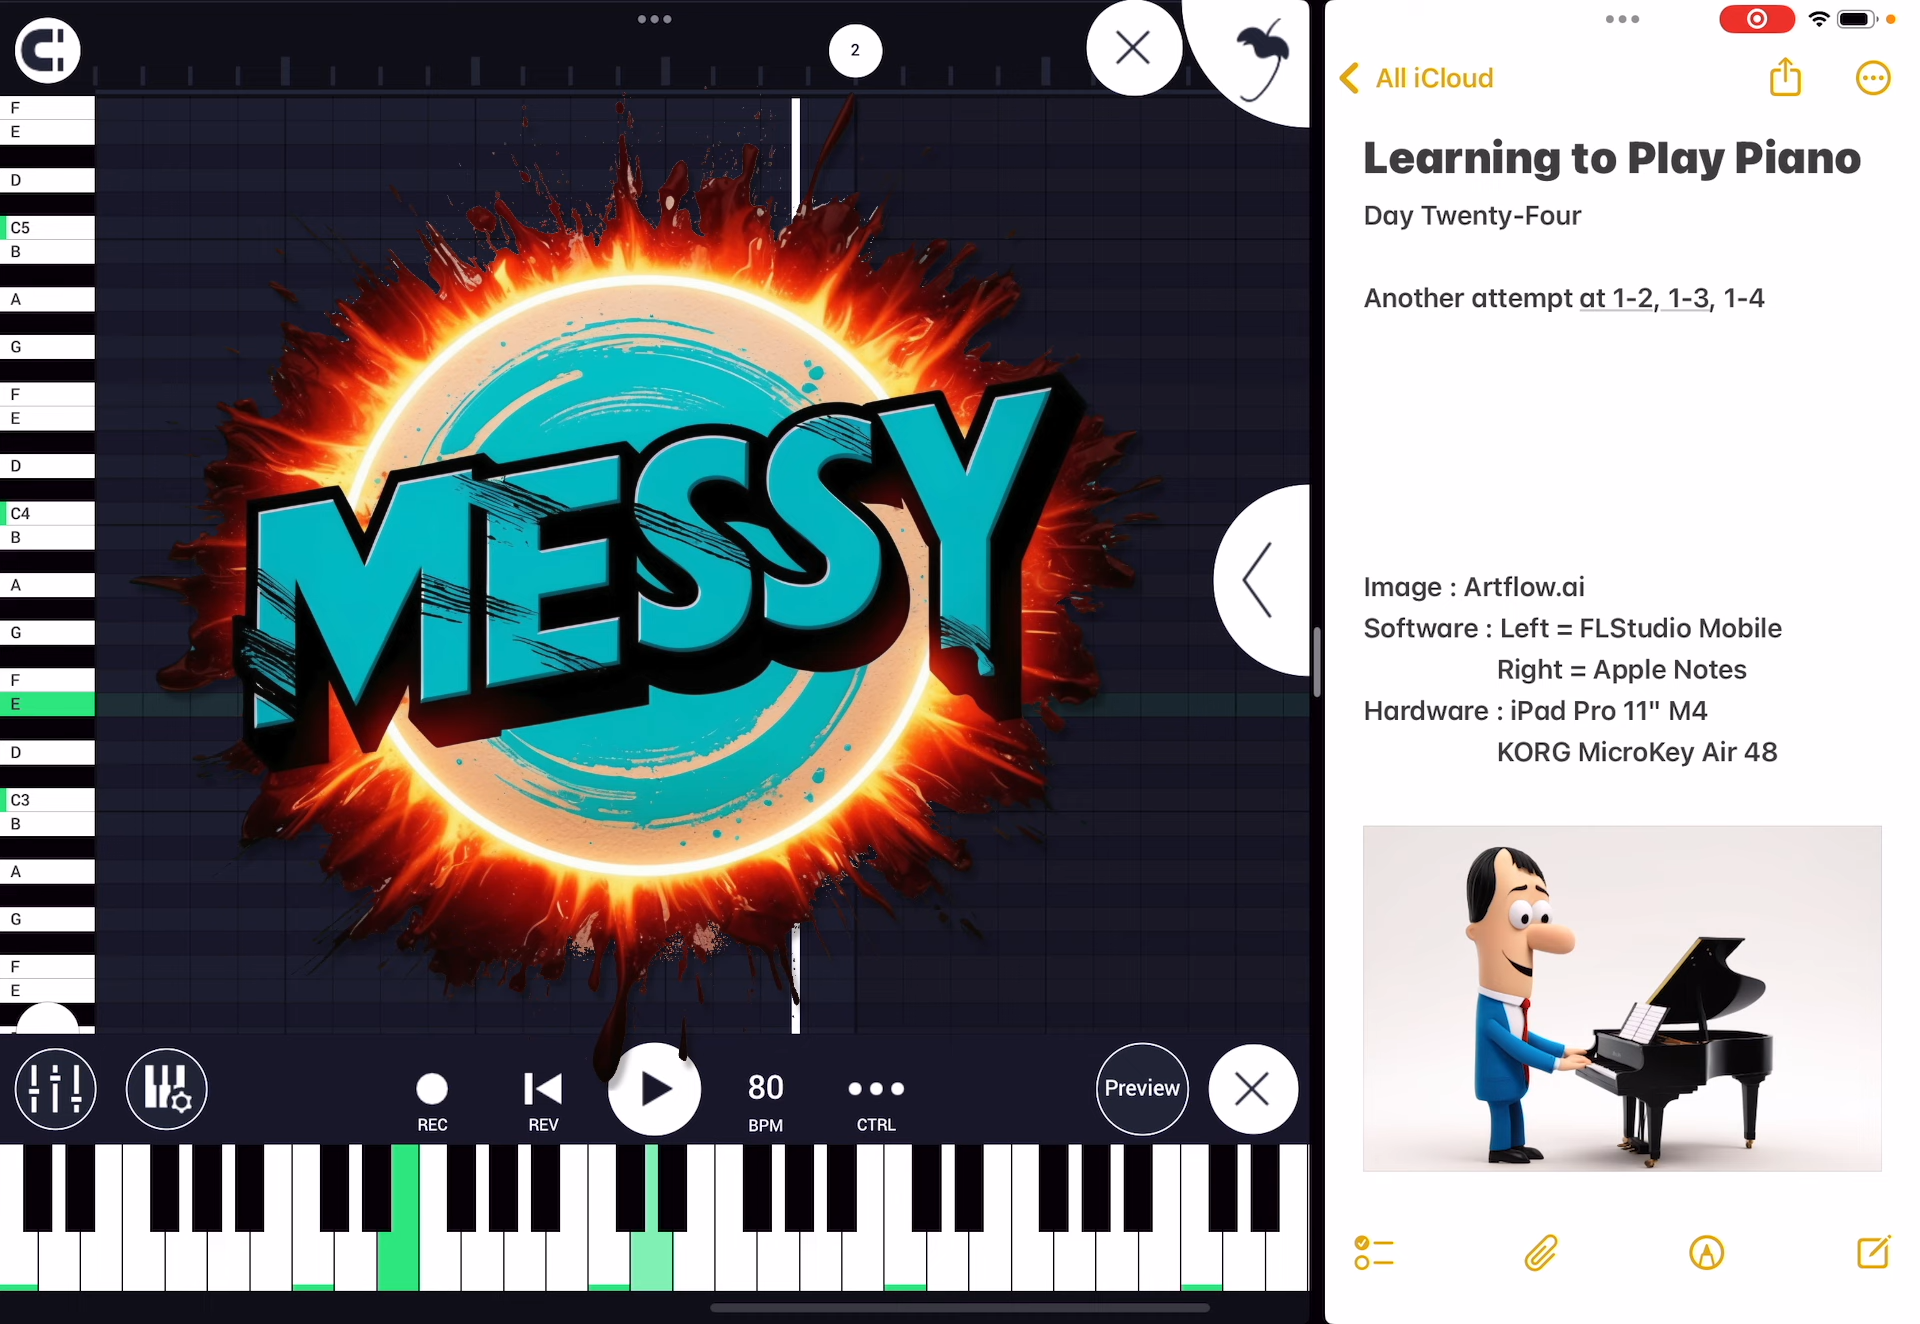 2
F
E
D
C5
B
A
G
F
E
D
C4
B
A
G
F
E
D
C3
B
A
G
F
E
MESSY
REC
REV
80
BPM
CTRL
Preview
All iCloud
Learning to Play Piano
Day Twenty-Four
Another attempt at 1-2, 1-3, 1-4
Image : Artflow.ai
Software : Left = FLStudio Mobile
Right = Apple Notes
Hardware : iPad Pro 11" M4
KORG MicroKey Air 48